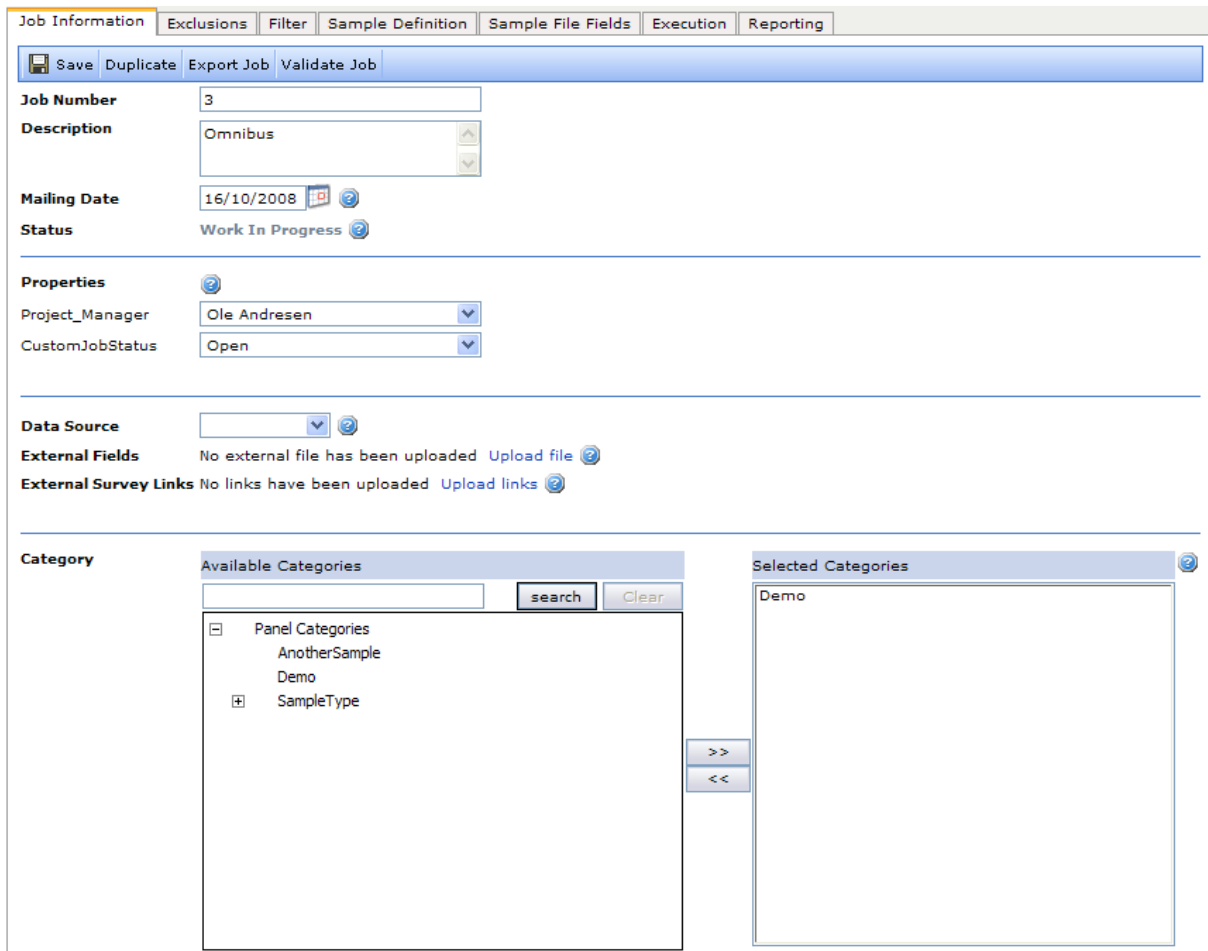 Job Information Exclusions Filter Sample Definition Sample File Fields Execution Reporting
Save Duplicate Export Job Validate Job
Job Number 3
Description Omnibus
Mailing Date 16/10/2008
Status Work In Progress
Properties
Project_Manager Ole Andresen
CustomJobStatus Open
Data Source
External Fields No external file has been uploaded Upload file
External Survey Links No links have been uploaded Upload links
Category Available Categories Selected Categories
search Clear Demo
Panel Categories
AnotherSample
Demo
SampleType
>>
<<